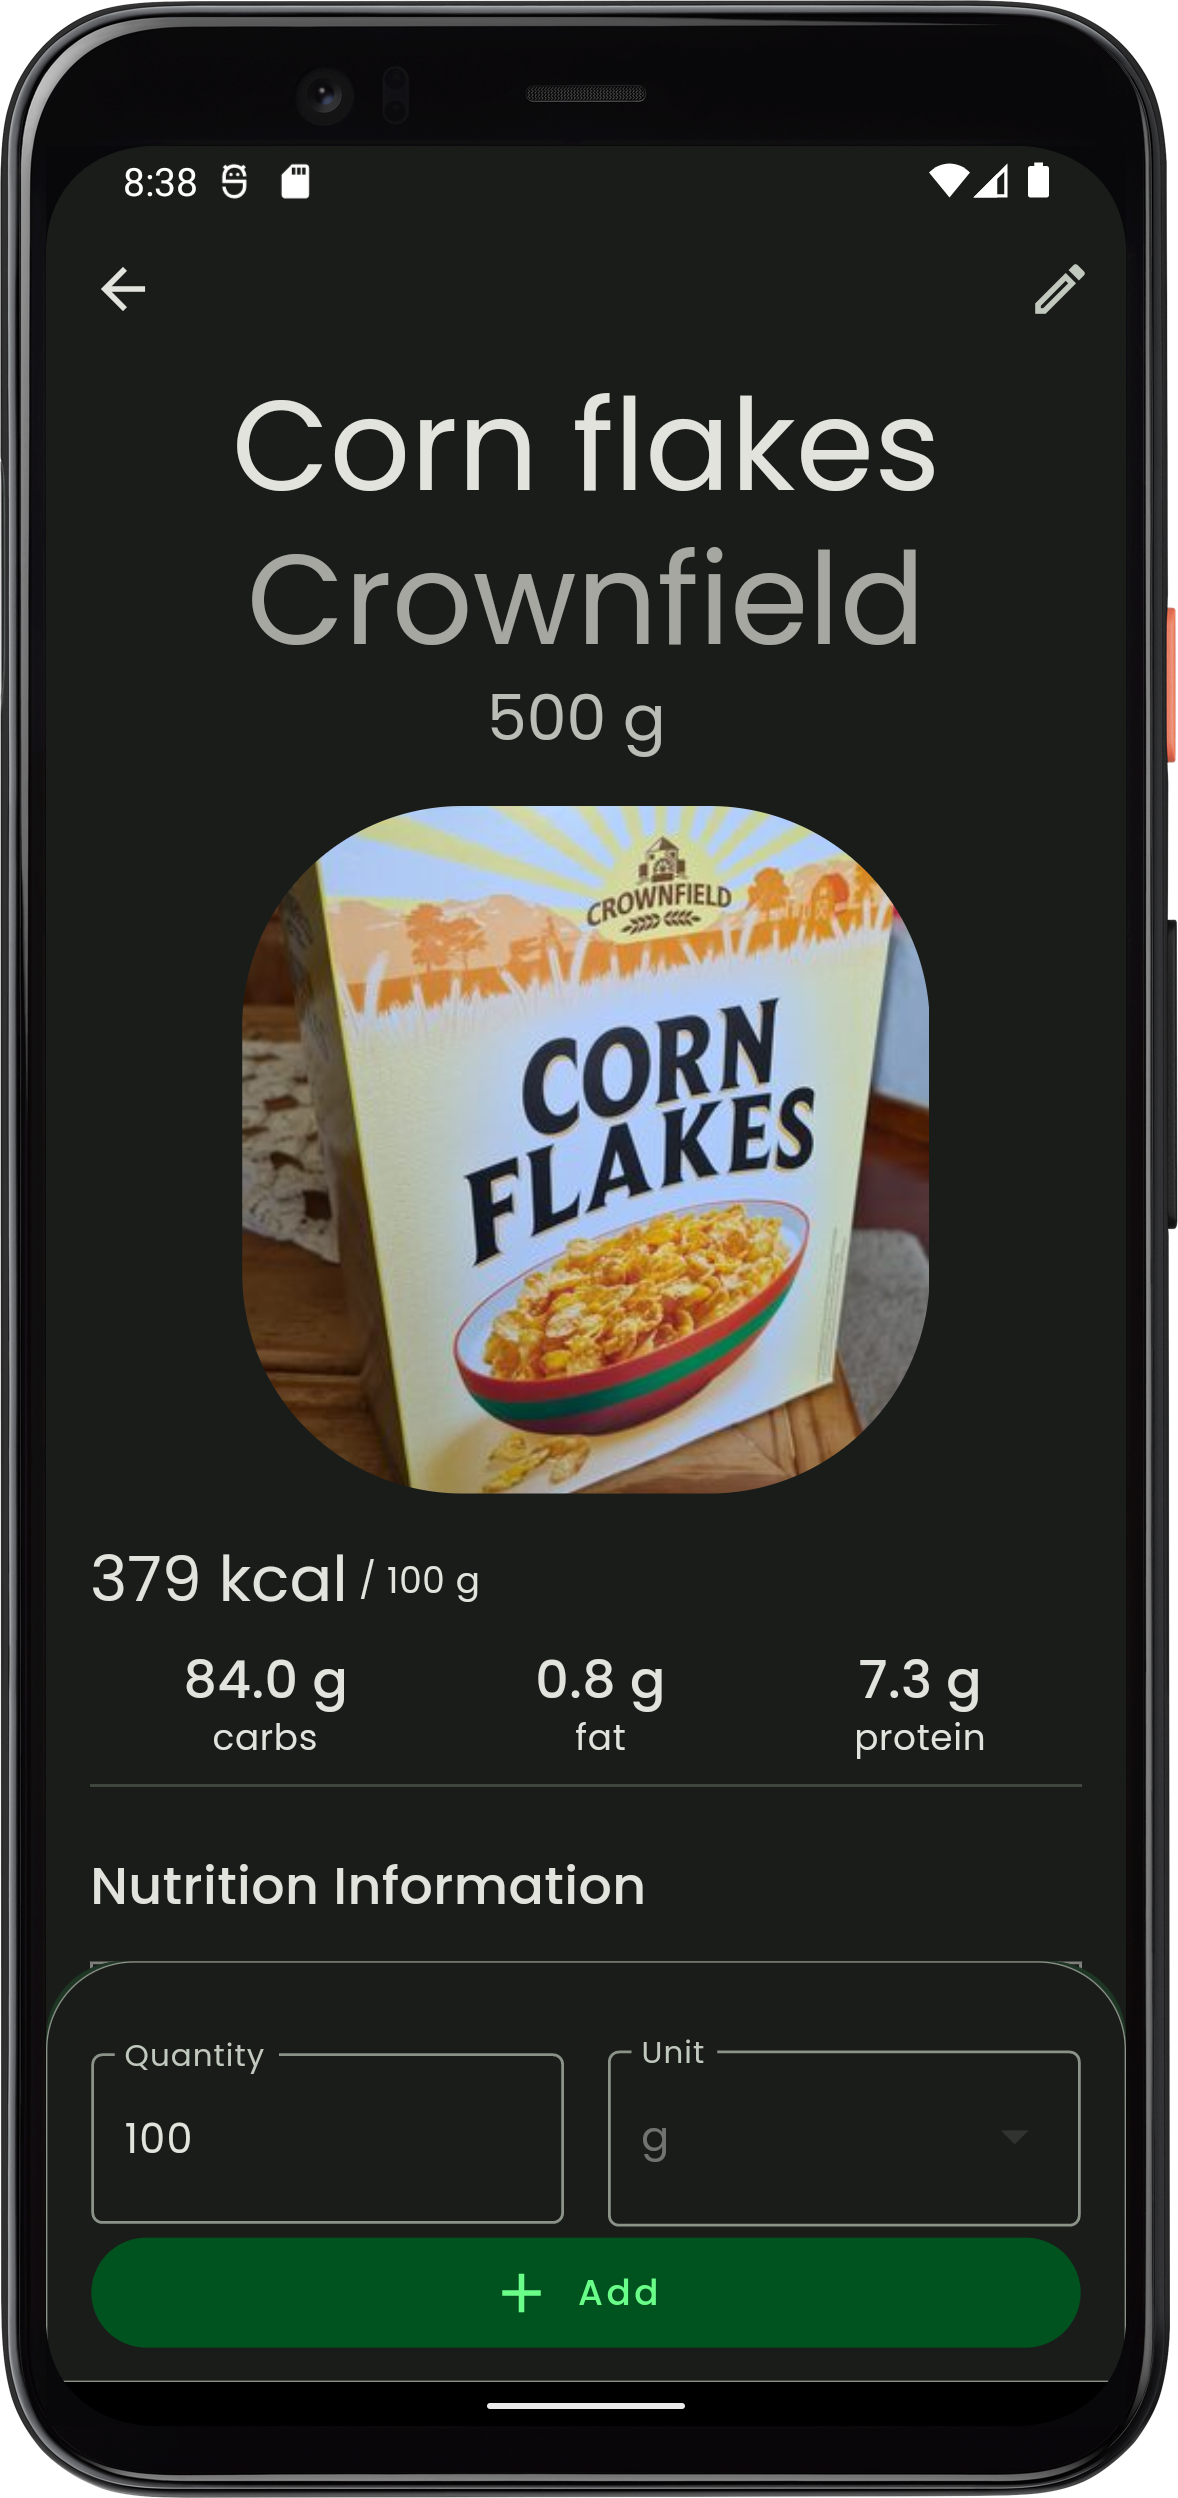 8:38
Corn flakes
Crownfield
500 g
CROWNFIELD
CORN
FLAKES
379 kcal / 100 g
84.0 g 0.8 g 7.3 g
carbs fat protein
Nutrition Information
Quantity Unit
100 g
+ Add